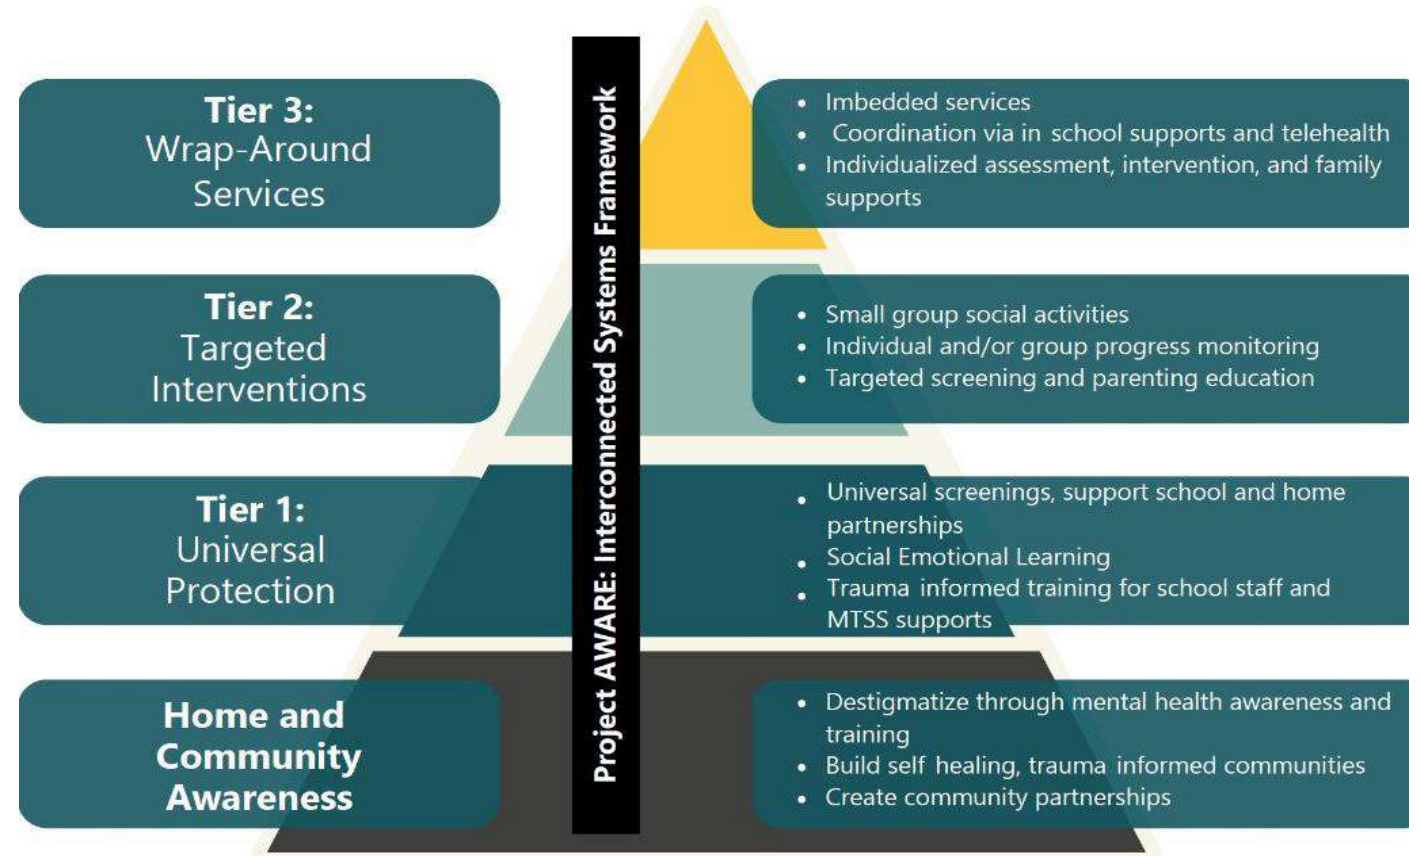 Tier 3:
Wrap-Around
Services
• Imbedded services
• Coordination via in school supports and telehealth
• Individualized assessment, intervention, and family
supports
Tier 2:
Targeted
Interventions
• Small group social activities
• Individual and/or group progress monitoring
• Targeted screening and parenting education
Tier 1:
Universal
Protection
• Universal screenings, support school and home
partnerships
• Social Emotional Learning
• Trauma informed training for school staff and
MTSS supports
Home and
Community
Awareness
• Destigmatize through mental health awareness and
training
• Build self healing, trauma informed communities
• Create community partnerships
Project AWARE: Interconnected Systems Framework